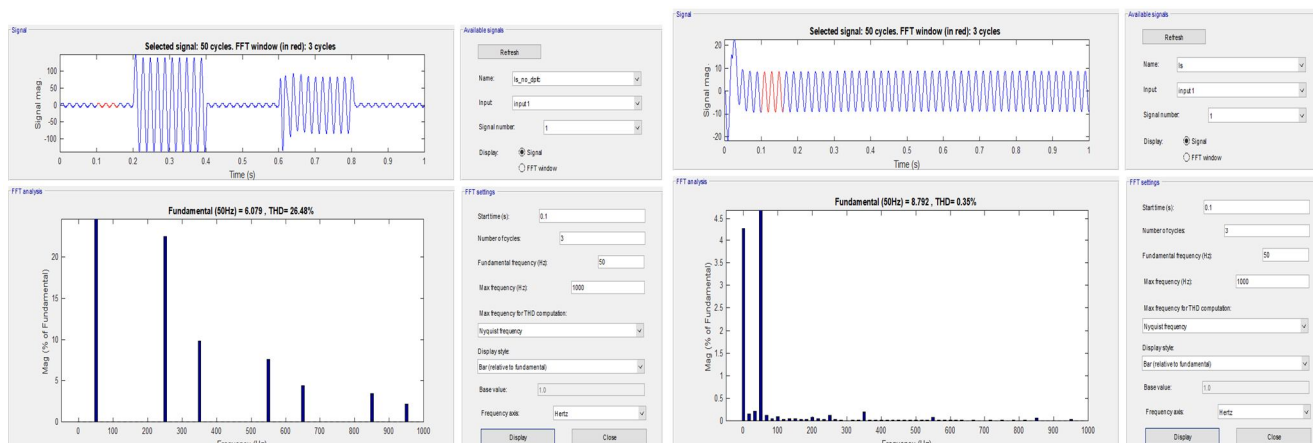 Signal
Selected signal: 50 cycles. FFT window (in red): 3 cycles
Signal mag.
100
50
0
-50
-100
0 0.1 0.2 0.3 0.4 0.5 0.6 0.7 0.8 0.9 1
Time (s)
Available signals
Refresh
Name:
Is_no_dpfc
Input:
input1
Signal number:
1
Display:
Signal
FFT window
FFT analysis
Fundamental (50Hz) = 6.079 , THD= 26.48%
Mag (% of Fundamental)
20
15
10
5
0
0 100 200 300 400 500 600 700 800 900 1000
Frequency (Hz)
FFT settings
Start time (s):
0.1
Number of cycles:
3
Fundamental frequency (Hz):
50
Max frequency (Hz):
1000
Max frequency for THD computation:
Nyquist frequency
Display style:
Bar (relative to fundamental)
Base value:
1.0
Frequency axis:
Hertz
Display
Close
Signal
Selected signal: 50 cycles. FFT window (in red): 3 cycles
Signal mag.
20
10
0
-10
-20
0 0.1 0.2 0.3 0.4 0.5 0.6 0.7 0.8 0.9 1
Time (s)
Available signals
Refresh
Name:
Is
Input:
input1
Signal number:
1
Display:
Signal
FFT window
FFT analysis
Fundamental (50Hz) = 8.792 , THD= 0.35%
Mag (% of Fundamental)
4.5
4
3.5
3
2.5
2
1.5
1
0.5
0
0 100 200 300 400 500 600 700 800 900 1000
Frequency (Hz)
FFT settings
Start time (s):
0.1
Number of cycles:
3
Fundamental frequency (Hz):
50
Max frequency (Hz):
1000
Max frequency for THD computation:
Nyquist frequency
Display style:
Bar (relative to fundamental)
Base value:
1.0
Frequency axis:
Hertz
Display
Close